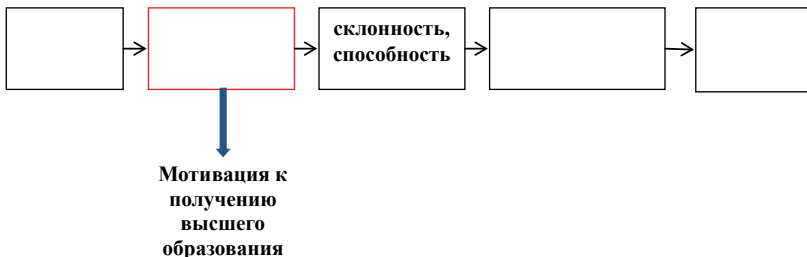 склонность,
способность
Мотивация к
получению
высшего
образования